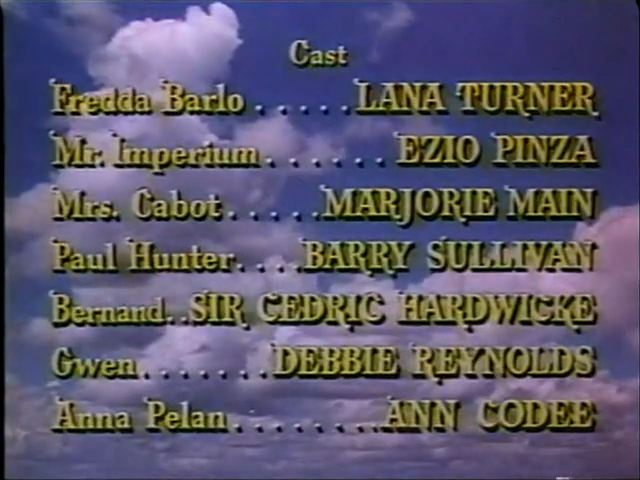 Cast
Fredda Barlo.....LANA TURNER
Mr. Imperium......EZIO PINZA
Mrs. Cabot.....MARJORIE MAIN
Paul Hunter....BARRY SULLIVAN
Bernand..SIR CEDRIC HARDWICKE
Gwen.......DEBBIE REYNOLDS
Anna Pelan........ANN CODEE